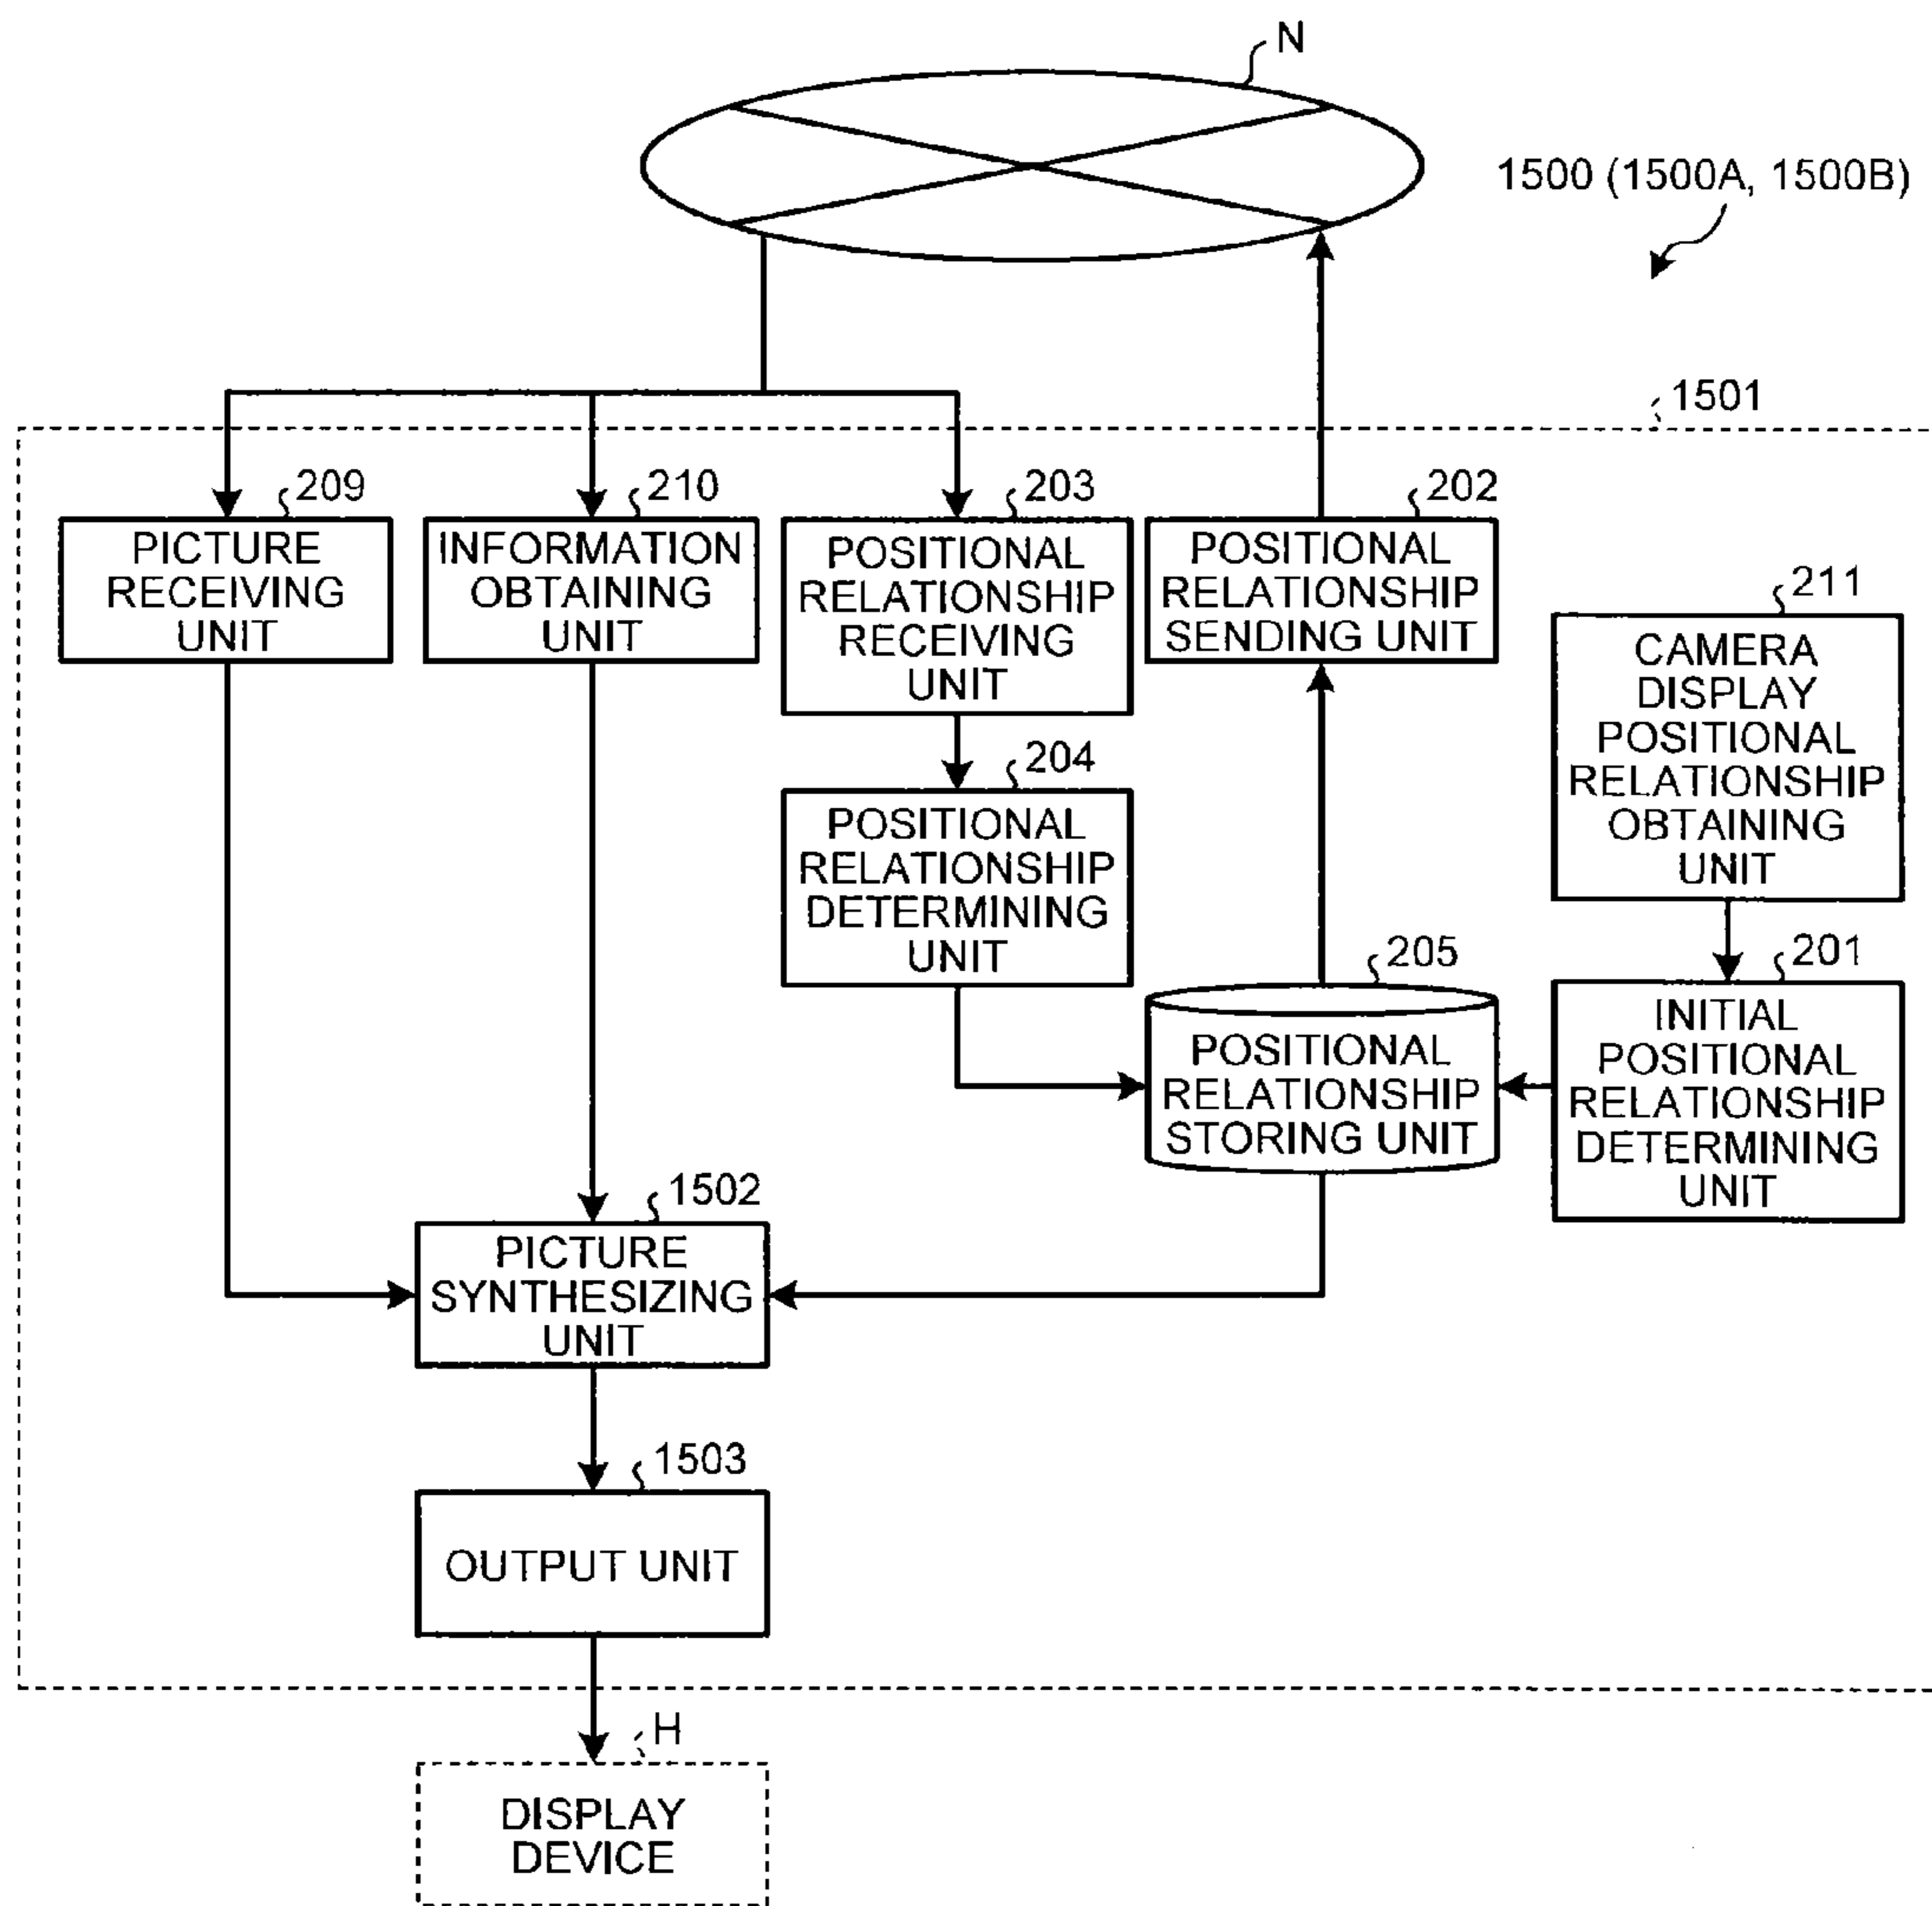 N
1500 (1500A, 1500B)
1501
209
PICTURE
RECEIVING
UNIT
210
INFORMATION
OBTAINING
UNIT
203
POSITIONAL
RELATIONSHIP
RECEIVING
UNIT
202
POSITIONAL
RELATIONSHIP
SENDING UNIT
211
CAMERA
DISPLAY
POSITIONAL
RELATIONSHIP
OBTAINING
UNIT
204
POSITIONAL
RELATIONSHIP
DETERMINING
UNIT
205
POSITIONAL
RELATIONSHIP
STORING UNIT
201
INITIAL
POSITIONAL
RELATIONSHIP
DETERMINING
UNIT
1502
PICTURE
SYNTHESIZING
UNIT
1503
OUTPUT UNIT
H
DISPLAY
DEVICE